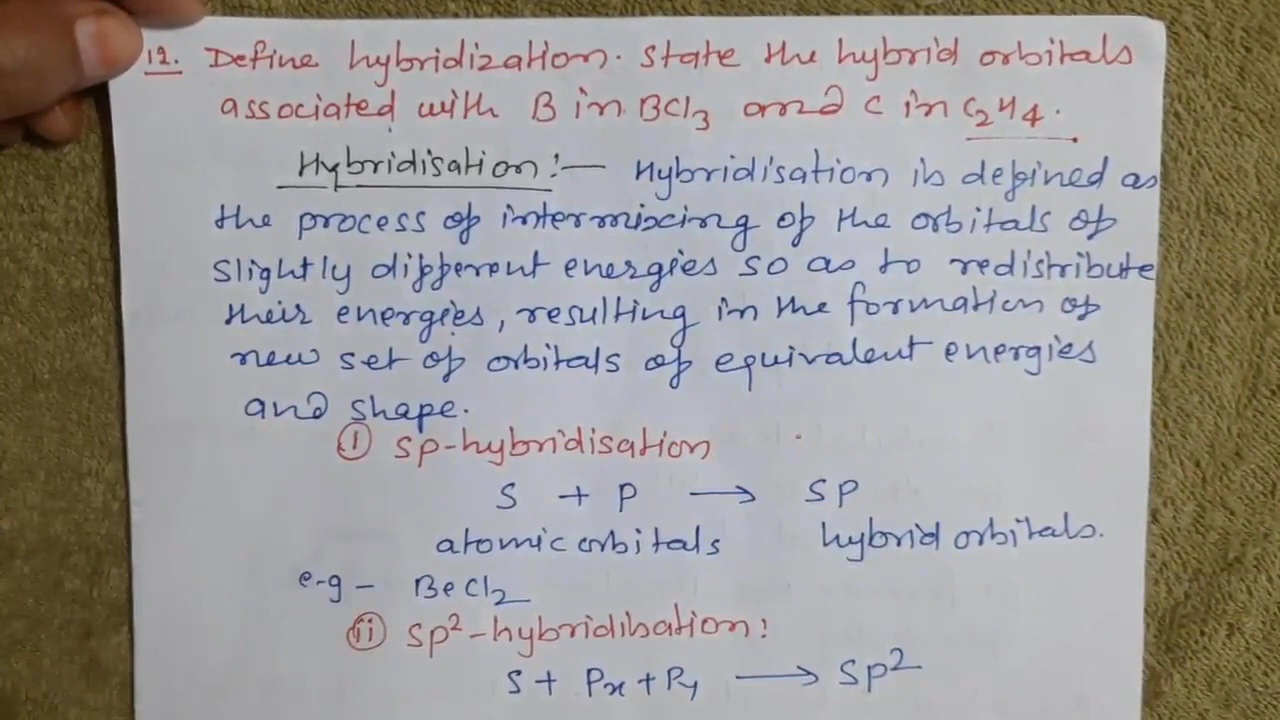 12. Define hybridization. State the hybrid orbitals
associated with B in BCl3 and C in C2H4.
Hybridisation:— Hybridisation is defined as
the process of intermixing of the orbitals of
slightly different energies so as to redistribute
their energies, resulting in the formation of
new set of orbitals of equivalent energies
and shape.
(i) sp-hybridisation
S + P → SP
atomic orbitals hybrid orbitals.
e-g – BeCl2
(ii) sp²-hybridisation:
S + Px + Py → Sp²